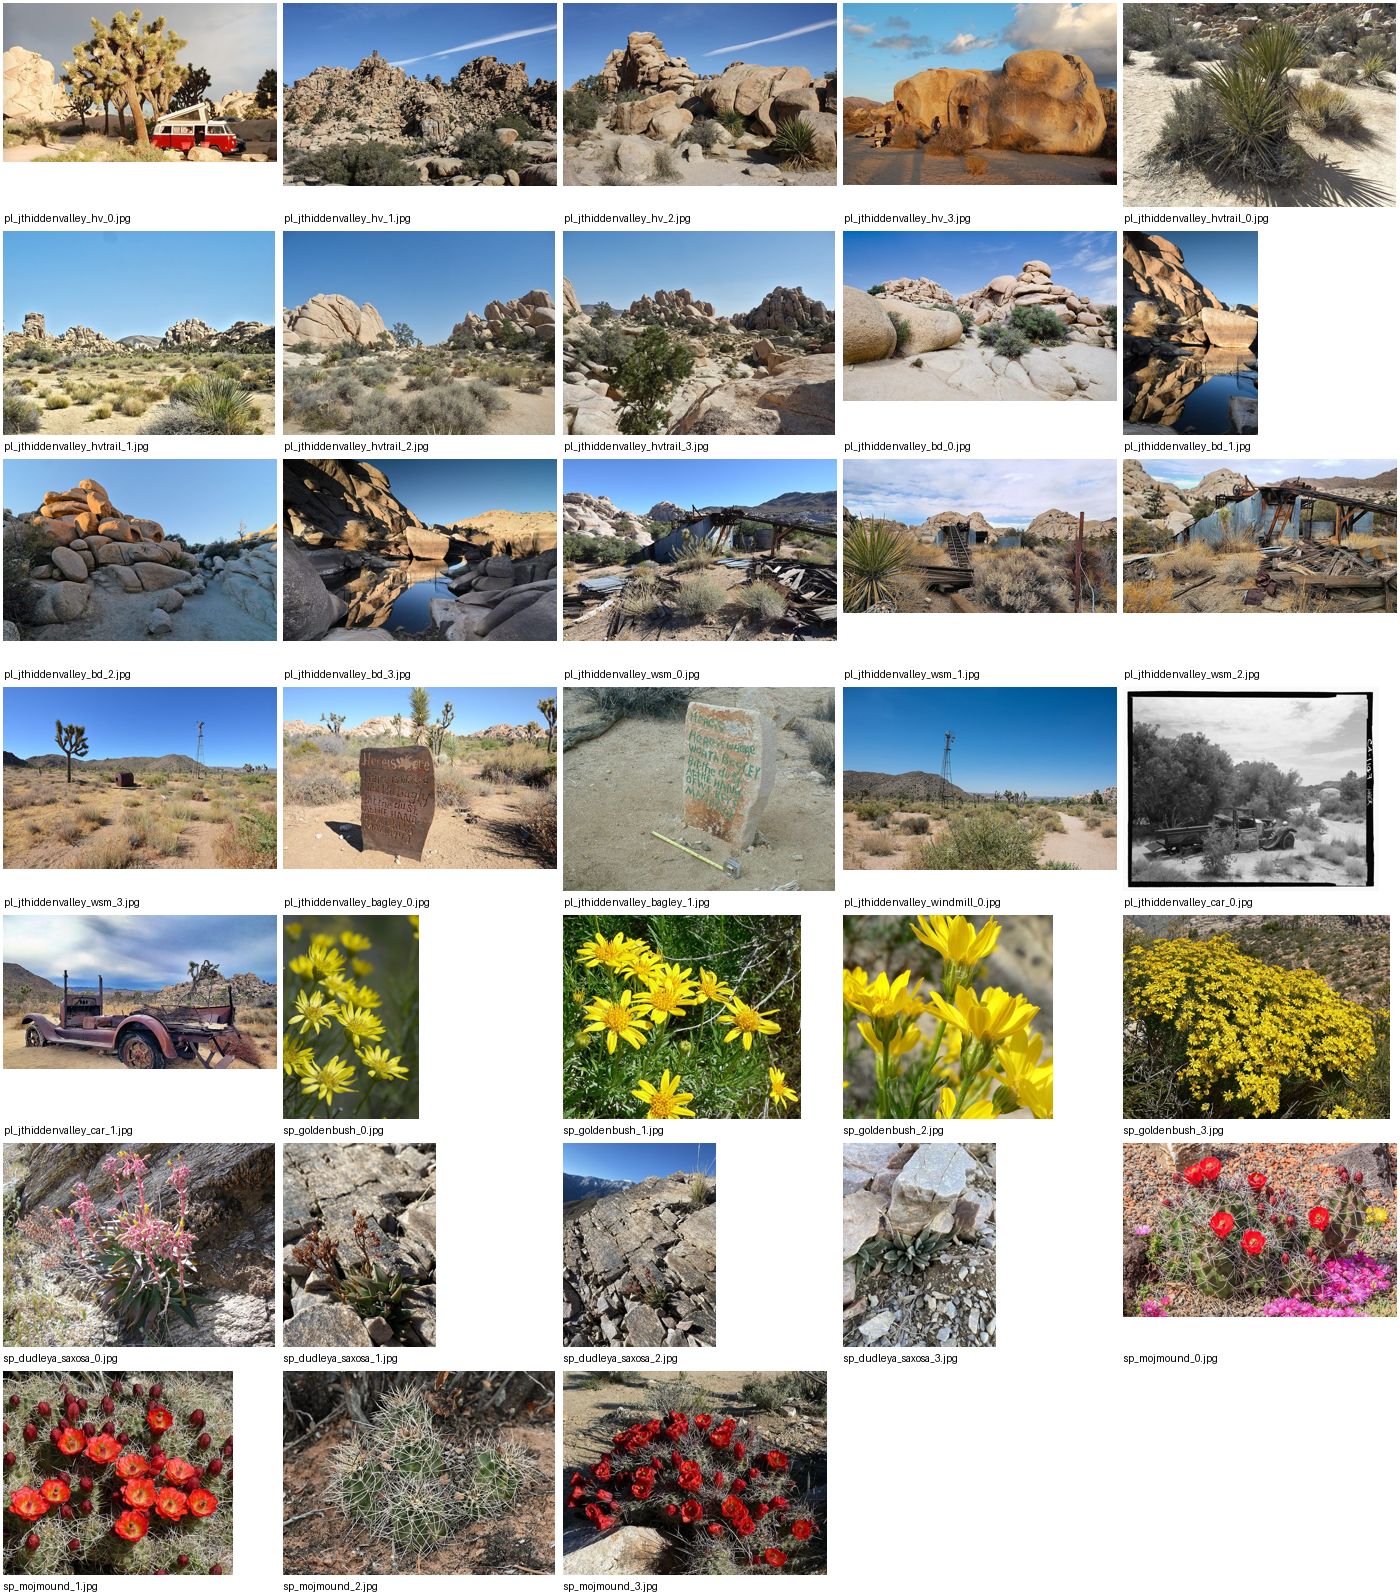 pl_jthiddenvalley_hv_0.jpg
pl_jthiddenvalley_hv_1.jpg
pl_jthiddenvalley_hv_2.jpg
pl_jthiddenvalley_hv_3.jpg
pl_jthiddenvalley_hvtrail_0.jpg
pl_jthiddenvalley_hvtrail_1.jpg
pl_jthiddenvalley_hvtrail_2.jpg
pl_jthiddenvalley_hvtrail_3.jpg
pl_jthiddenvalley_bd_0.jpg
pl_jthiddenvalley_bd_1.jpg
pl_jthiddenvalley_bd_2.jpg
pl_jthiddenvalley_bd_3.jpg
pl_jthiddenvalley_wsm_0.jpg
pl_jthiddenvalley_wsm_1.jpg
pl_jthiddenvalley_wsm_2.jpg
pl_jthiddenvalley_wsm_3.jpg
pl_jthiddenvalley_bagley_0.jpg
pl_jthiddenvalley_bagley_1.jpg
pl_jthiddenvalley_windmill_0.jpg
pl_jthiddenvalley_car_0.jpg
pl_jthiddenvalley_car_1.jpg
sp_goldenbush_0.jpg
sp_goldenbush_1.jpg
sp_goldenbush_2.jpg
sp_goldenbush_3.jpg
sp_dudleya_saxosa_0.jpg
sp_dudleya_saxosa_1.jpg
sp_dudleya_saxosa_2.jpg
sp_dudleya_saxosa_3.jpg
sp_mojmound_0.jpg
sp_mojmound_1.jpg
sp_mojmound_2.jpg
sp_mojmound_3.jpg